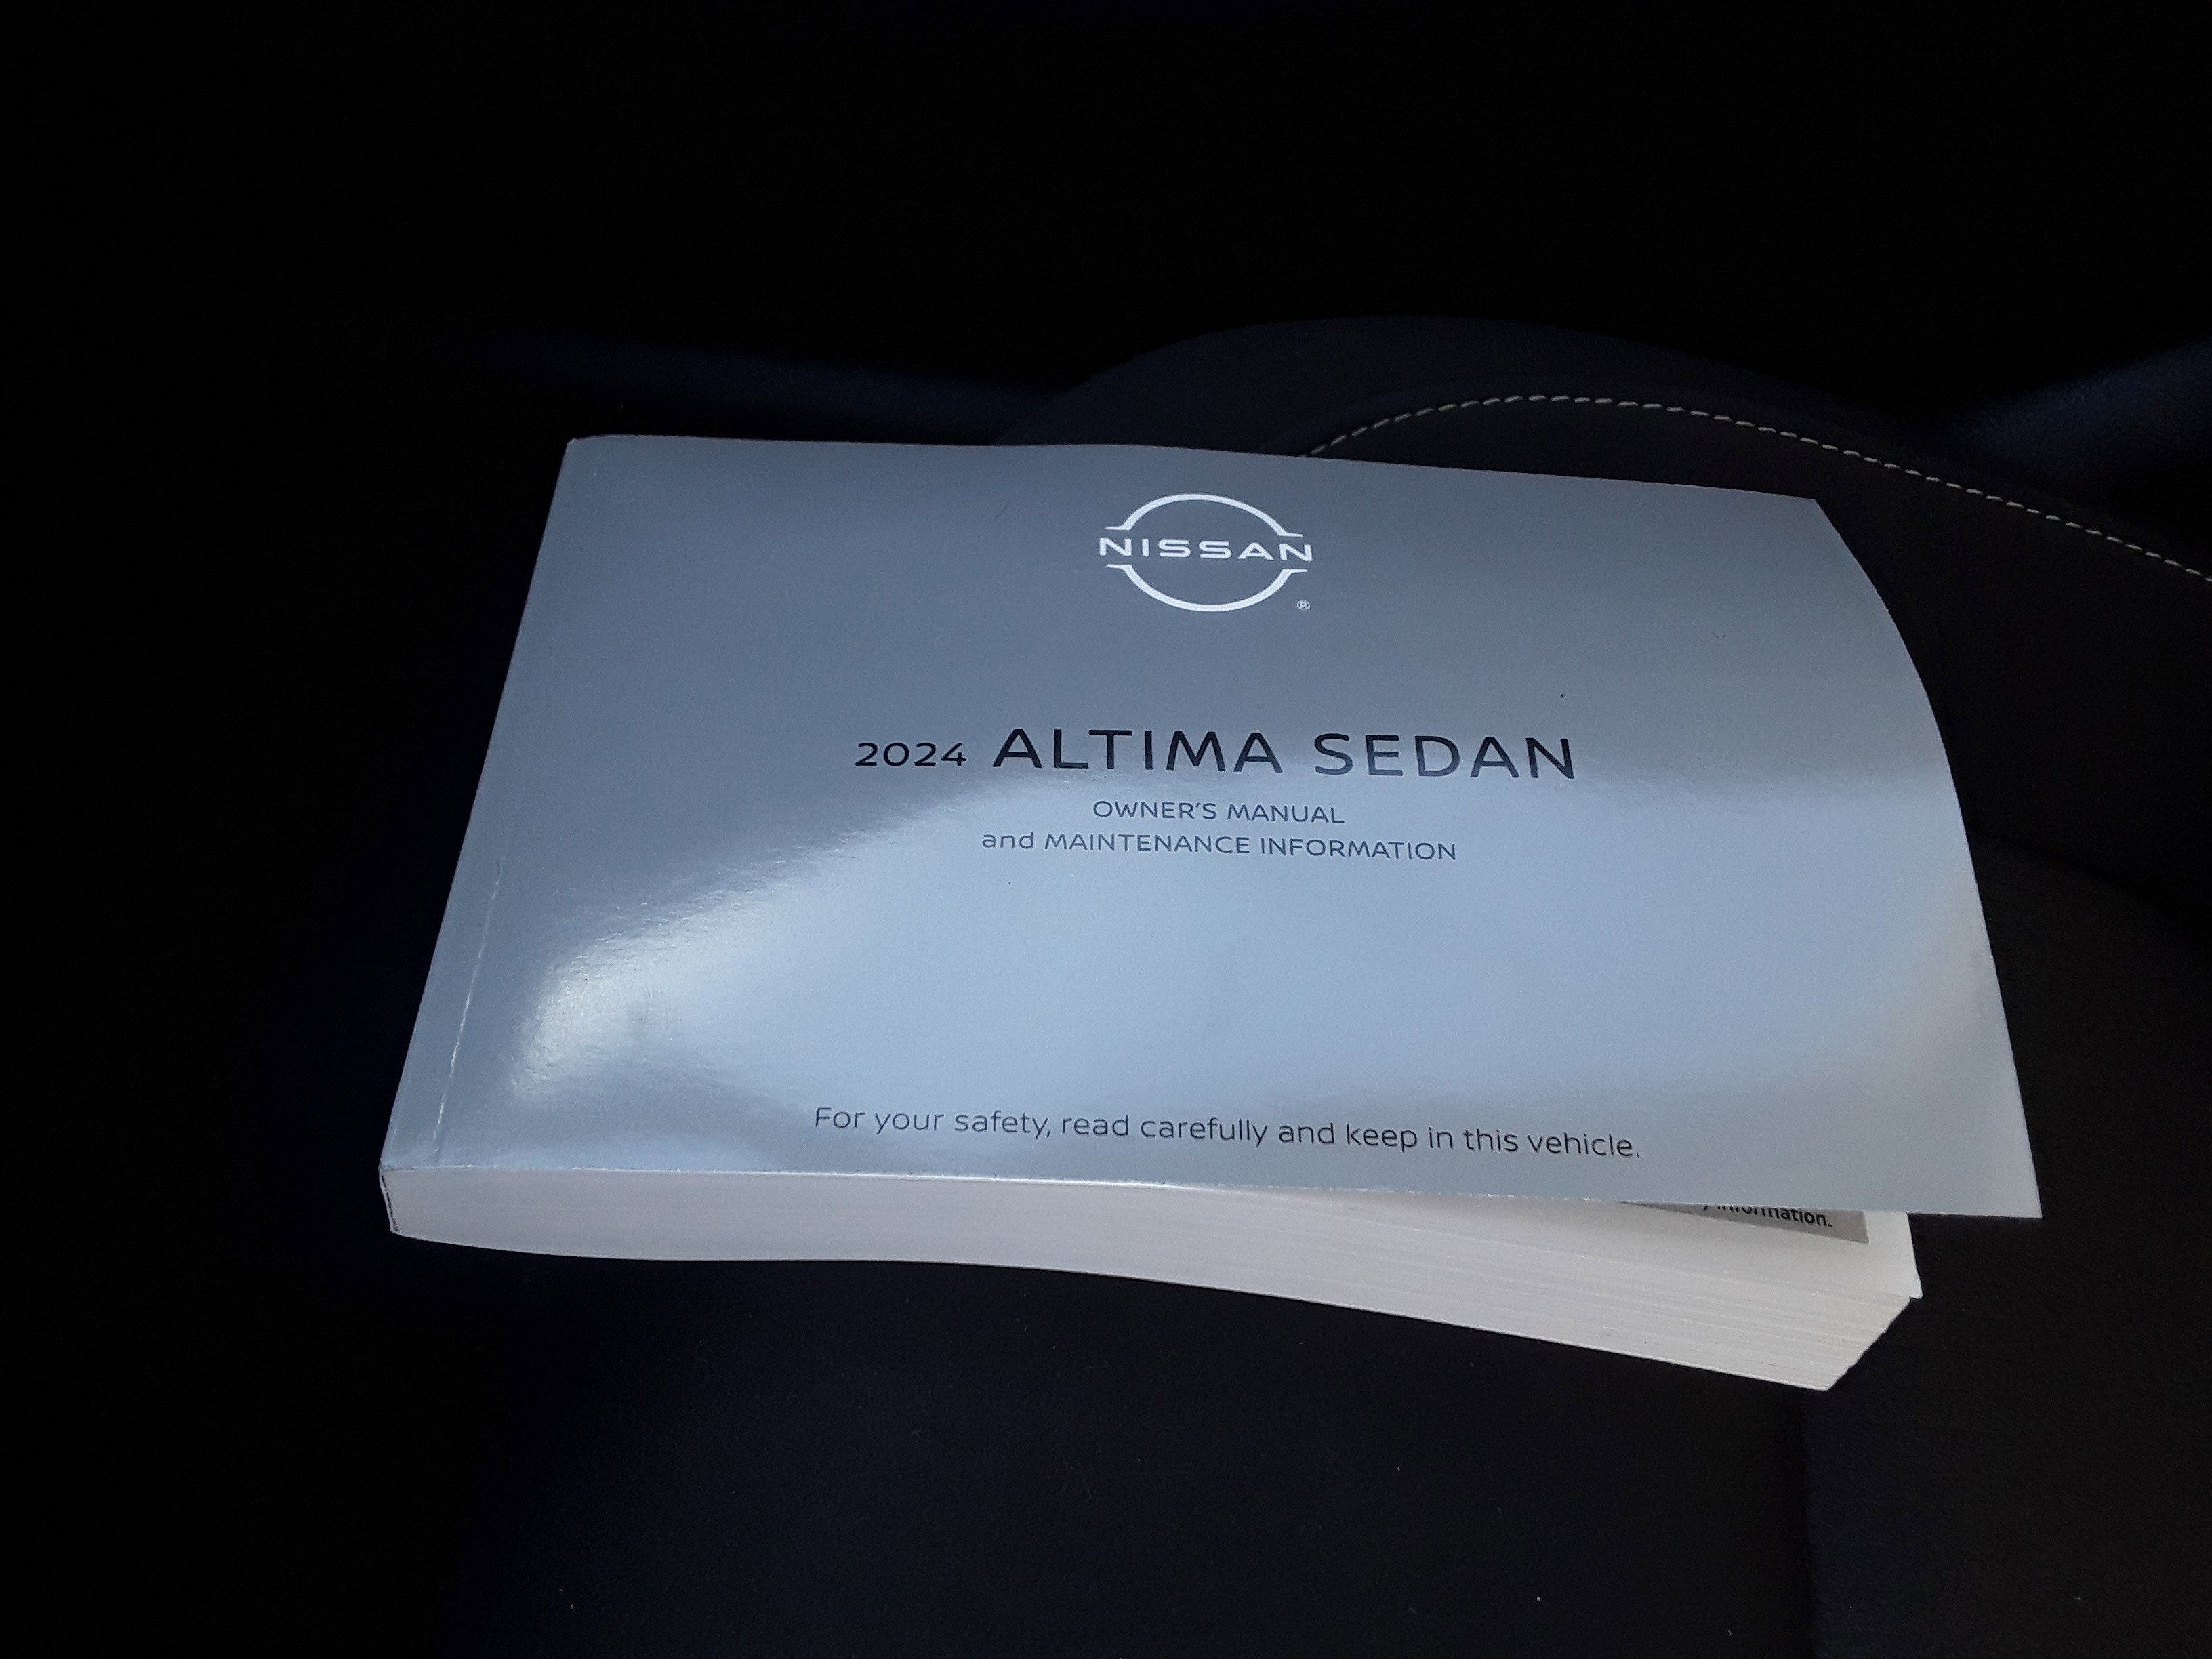 NISSAN
®
2024 ALTIMA SEDAN
OWNER'S MANUAL
and MAINTENANCE INFORMATION
For your safety, read carefully and keep in this vehicle.
information.